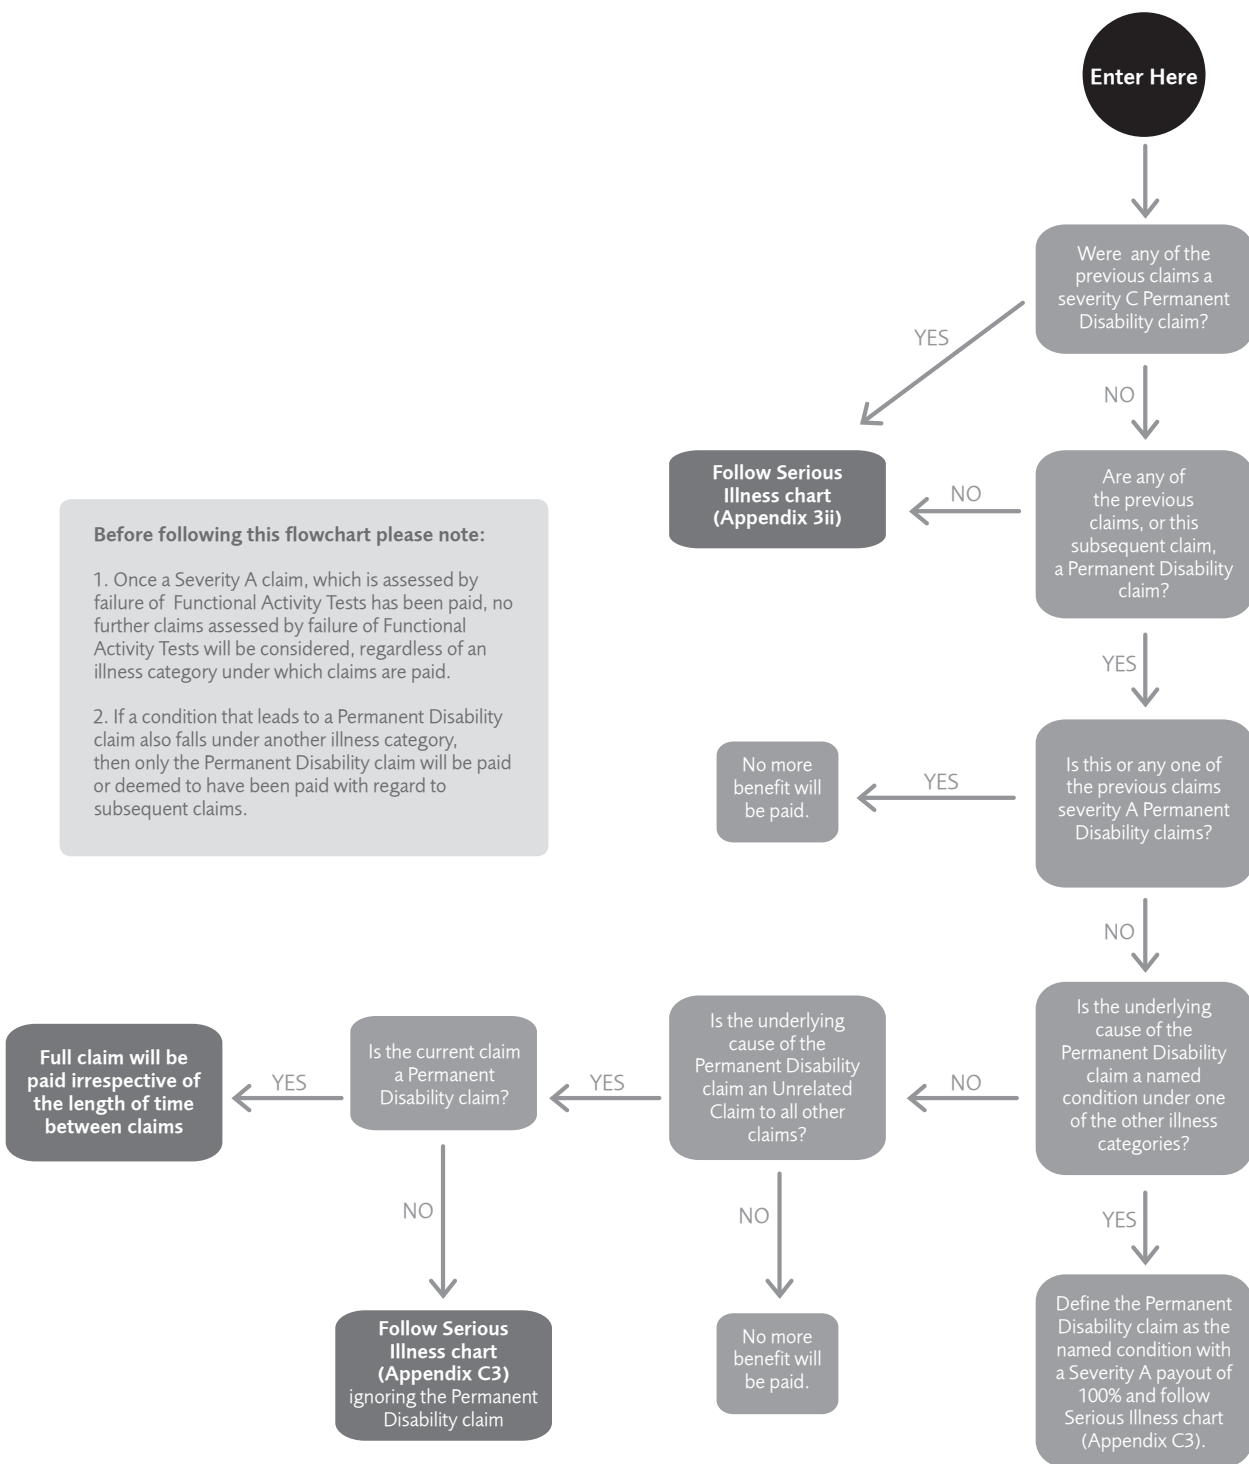 Enter Here
Were any of the
previous claims a
severity C Permanent
Disability claim?
YES
NO
Follow Serious
Illness chart
(Appendix 3ii)
NO
Are any of
the previous
claims, or this
subsequent claim,
a Permanent Disability
claim?
Before following this flowchart please note:
1. Once a Severity A claim, which is assessed by
failure of Functional Activity Tests has been paid, no
further claims assessed by failure of Functional
Activity Tests will be considered, regardless of an
illness category under which claims are paid.
2. If a condition that leads to a Permanent Disability
claim also falls under another illness category,
then only the Permanent Disability claim will be paid
or deemed to have been paid with regard to
subsequent claims.
YES
No more
benefit will
be paid.
YES
Is this or any one of
the previous claims
severity A Permanent
Disability claims?
NO
Full claim will be
paid irrespective of
the length of time
between claims
YES
Is the current claim
a Permanent
Disability claim?
YES
Is the underlying
cause of the
Permanent Disability
claim an Unrelated
Claim to all other
claims?
NO
Is the underlying
cause of the
Permanent Disability
claim a named
condition under one
of the other illness
categories?
NO
NO
YES
Follow Serious
Illness chart
(Appendix C3)
ignoring the Permanent
Disability claim
No more
benefit will
be paid.
Define the Permanent
Disability claim as the
named condition with
a Severity A payout of
100% and follow
Serious Illness chart
(Appendix C3).